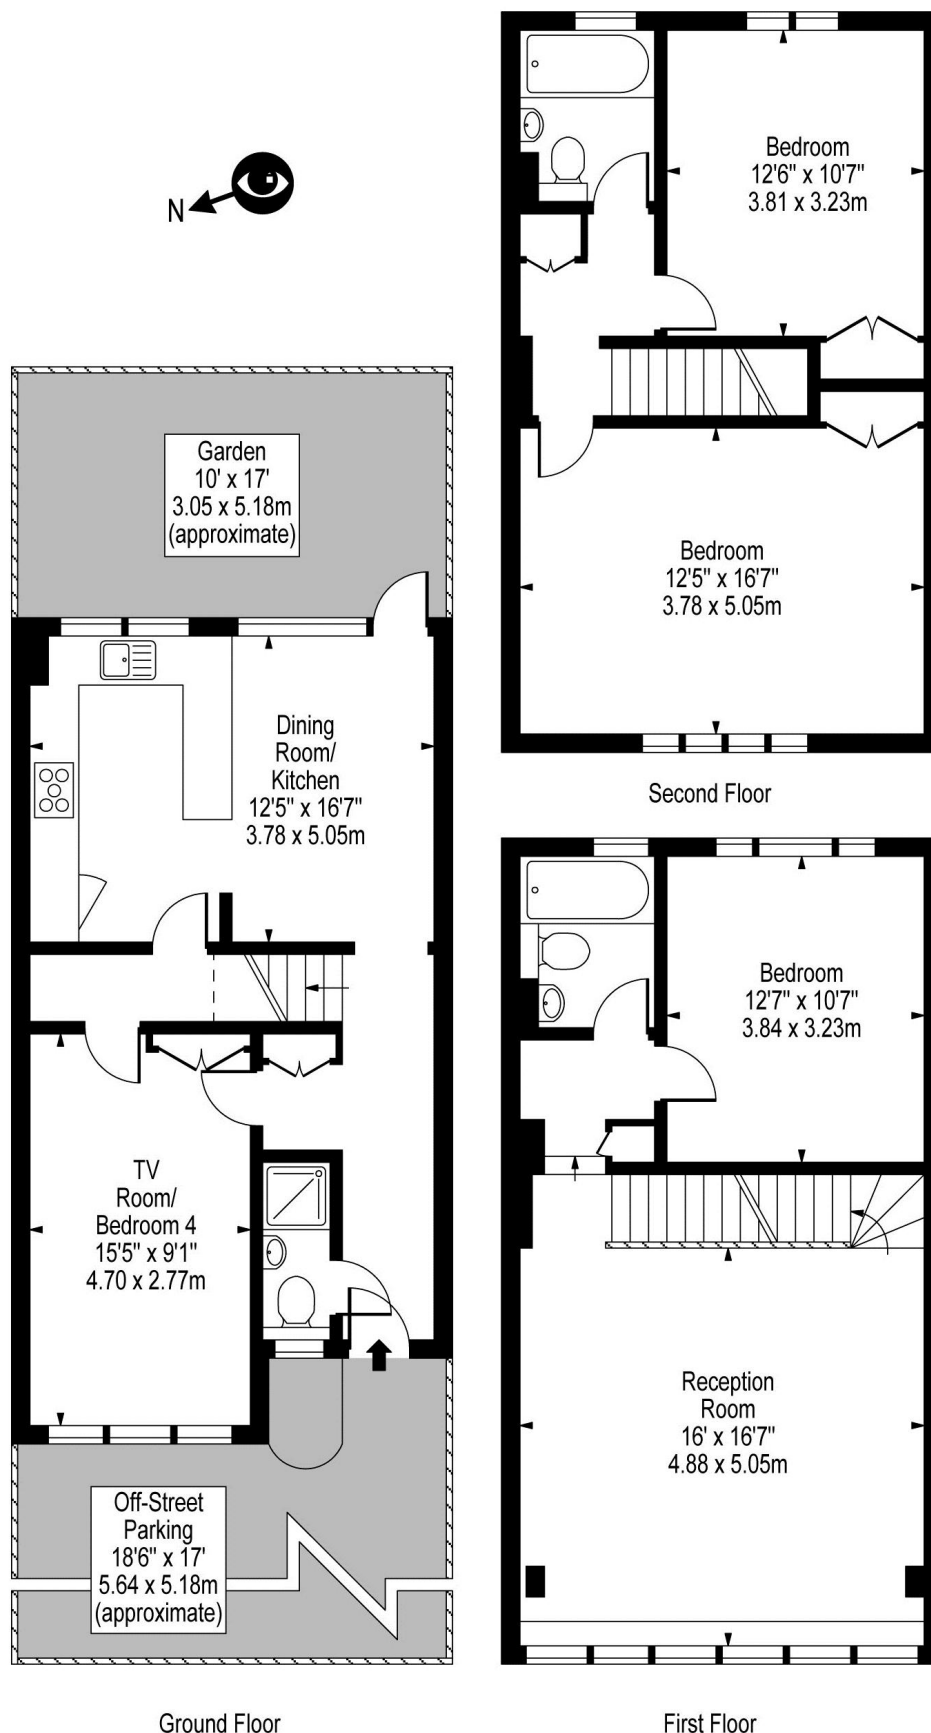 N
Garden
10' x 17'
3.05 x 5.18m
(approximate)
Dining
Room/
Kitchen
12'5" x 16'7"
3.78 x 5.05m
TV
Room/
Bedroom 4
15'5" x 9'1"
4.70 x 2.77m
Off-Street
Parking
18'6" x 17'
5.64 x 5.18m
(approximate)
Ground Floor
Bedroom
12'6" x 10'7"
3.81 x 3.23m
Bedroom
12'5" x 16'7"
3.78 x 5.05m
Second Floor
Bedroom
12'7" x 10'7"
3.84 x 3.23m
Reception
Room
16' x 16'7"
4.88 x 5.05m
First Floor